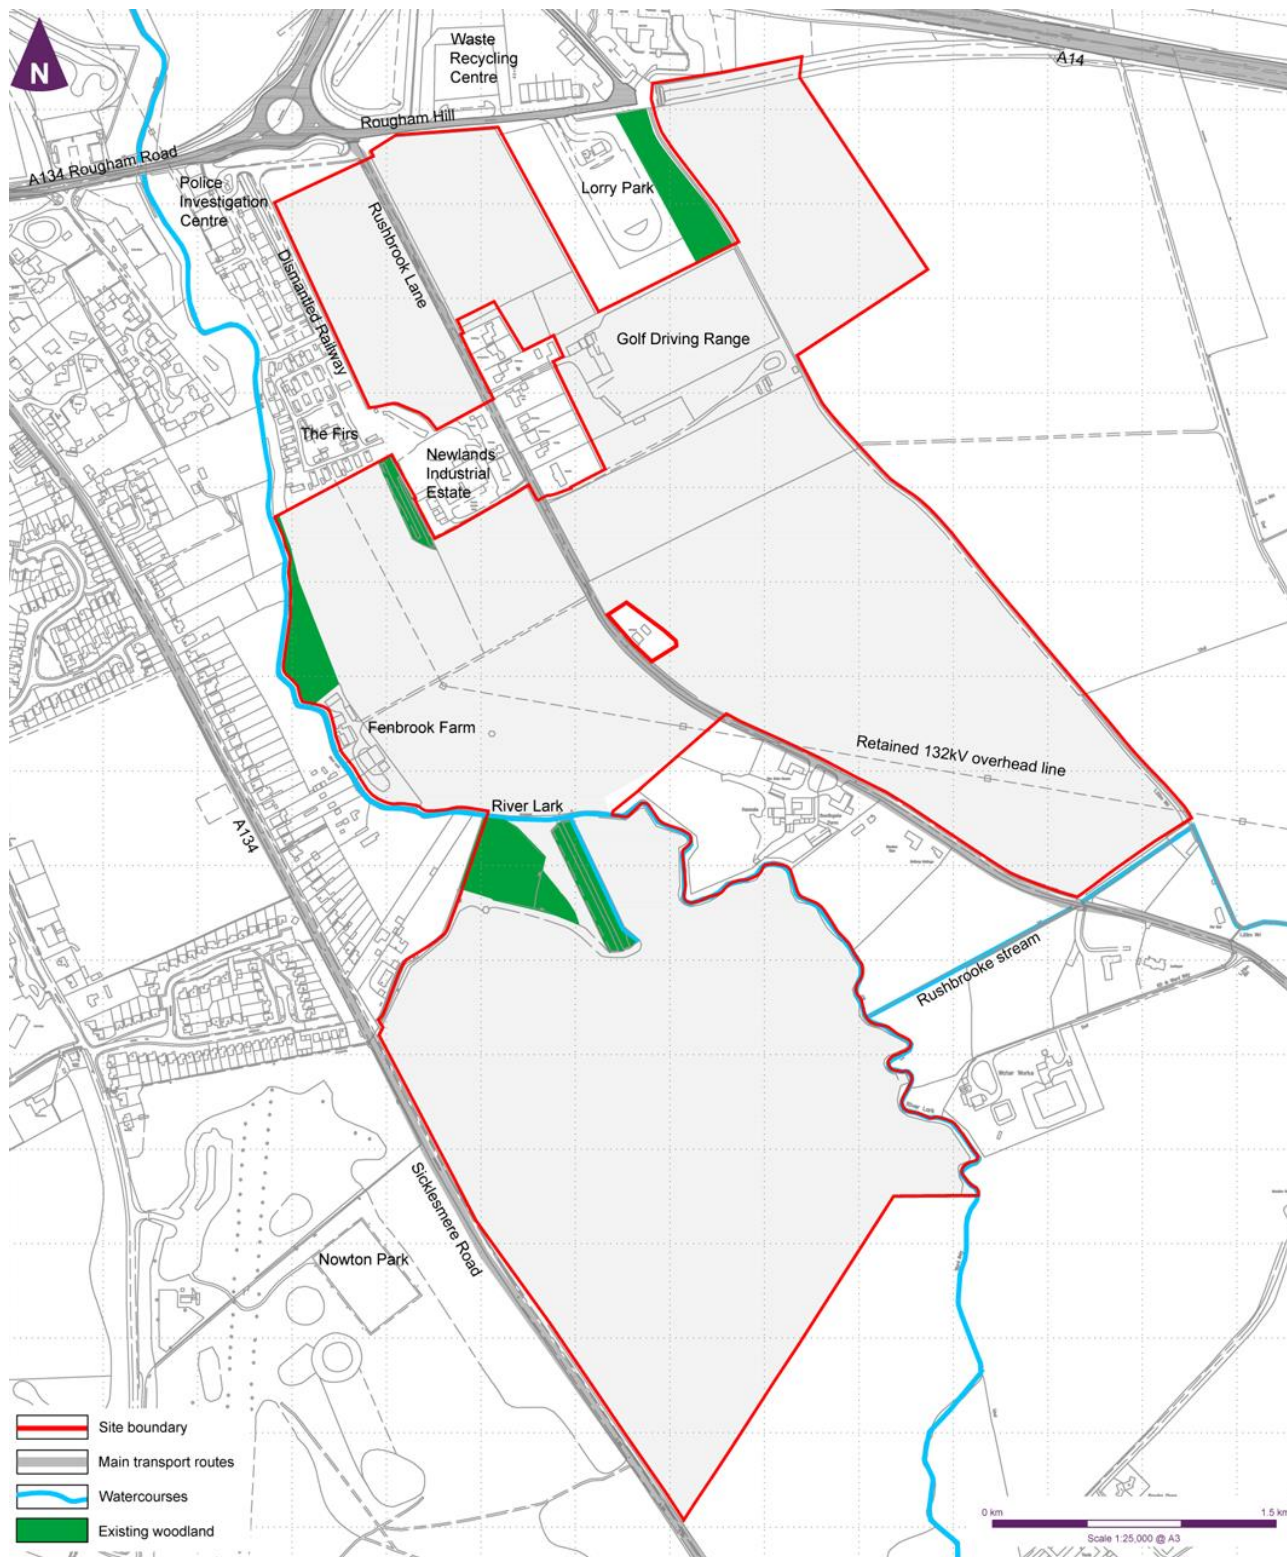 N
Waste
Recycling
Centre
A14
Rougham Hill
A134 Rougham Road
Police
Investigation
Centre
Lorry Park
Rushbrook Lane
Dismantled Railway
Golf Driving Range
The Firs
Newlands
Industrial
Estate
Fenbrook Farm
Retained 132kV overhead line
River Lark
A134
Rushbrooke stream
River Lark
Sicklesmere Road
Nowton Park
Site boundary
Main transport routes
Watercourses
Existing woodland
0 km
1.5 km
Scale 1:25,000 @ A3